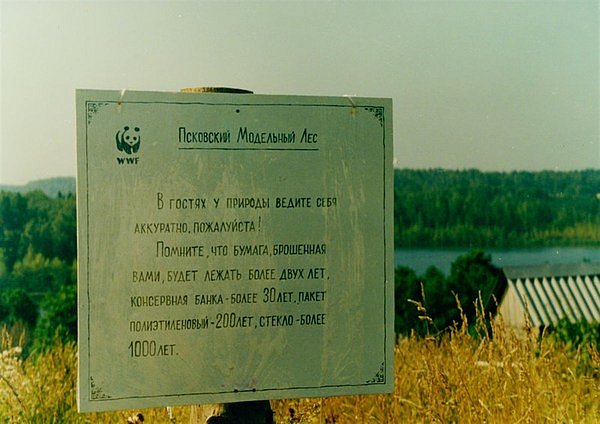 WWF
Псковский Модельный Лес
В гостях у природы ведите себя
аккуратно, пожалуйста!
Помните, что бумага, брошенная
вами, будет лежать более двух лет,
консервная банка - более 30 лет, пакет
полиэтиленовый - 200 лет, стекло - более
1000 лет.